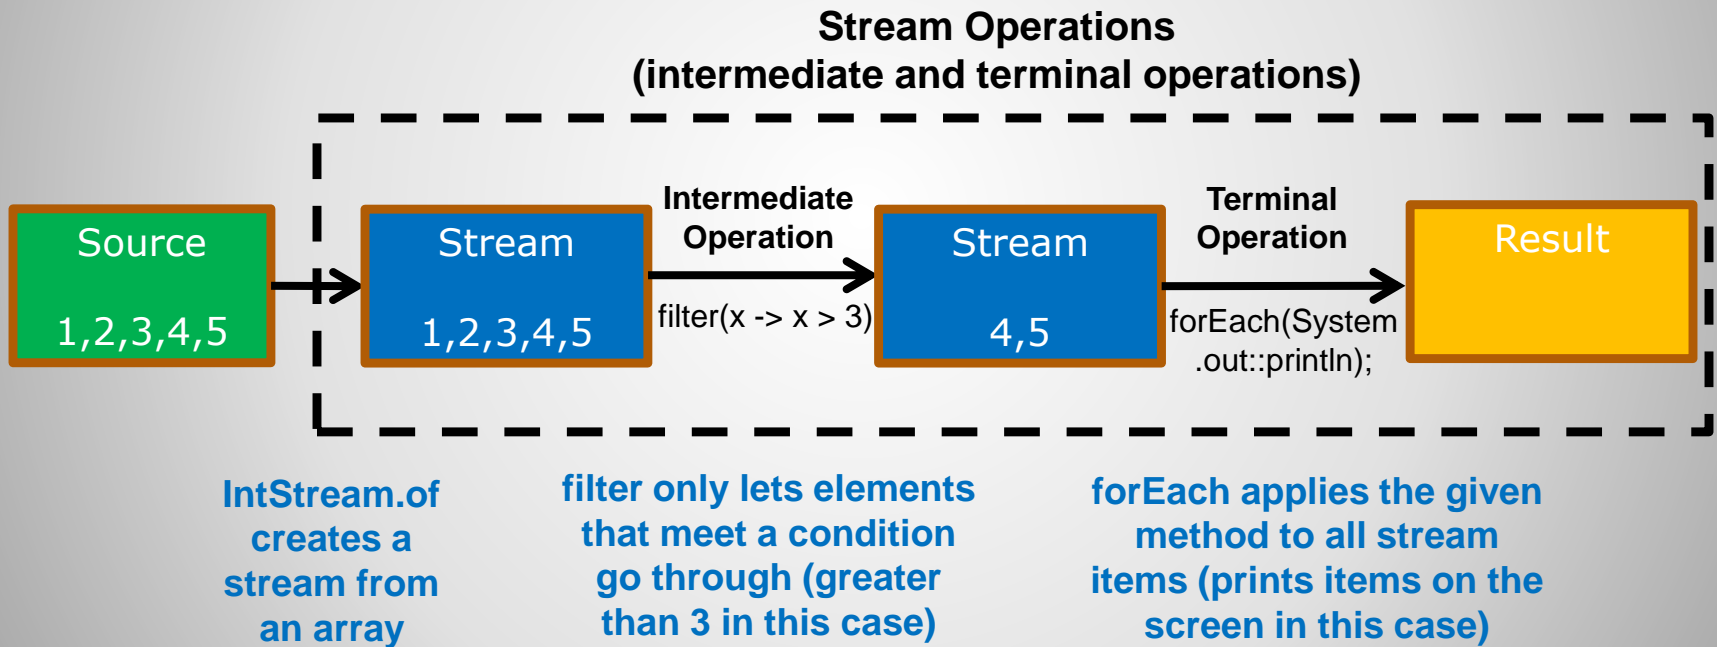 Stream Operations
(intermediate and terminal operations)
Source
1,2,3,4,5
Stream
1,2,3,4,5
Intermediate
Operation
filter(x -> x > 3)
Stream
4,5
Terminal
Operation
forEach(System
.out::println);
Result
IntStream.of
creates a
stream from
an array
filter only lets elements
that meet a condition
go through (greater
than 3 in this case)
forEach applies the given
method to all stream
items (prints items on the
screen in this case)